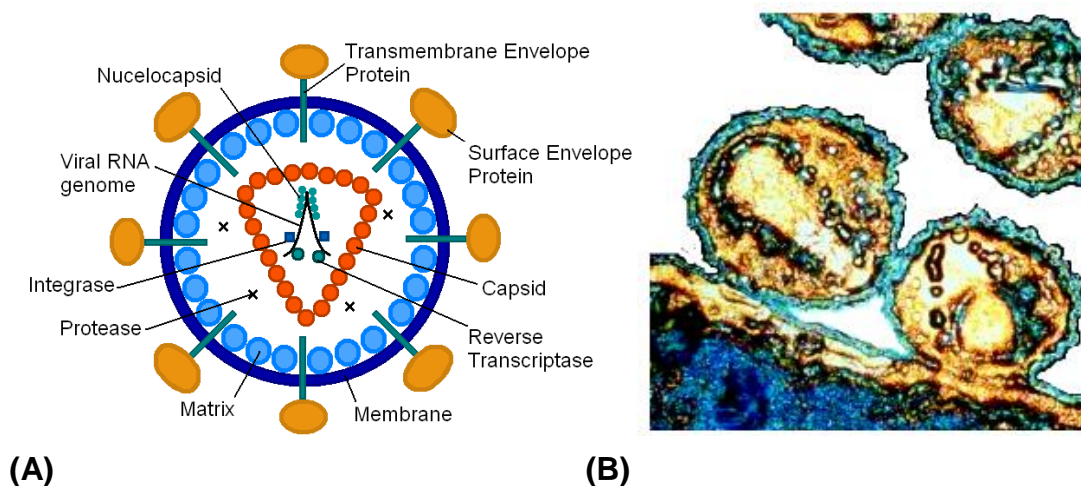 Transmembrane Envelope
Protein
Nucelocapsid
Surface Envelope
Protein
Viral RNA
genome
Integrase
Capsid
Protease
Reverse
Transcriptase
Matrix
Membrane
(A)
(B)